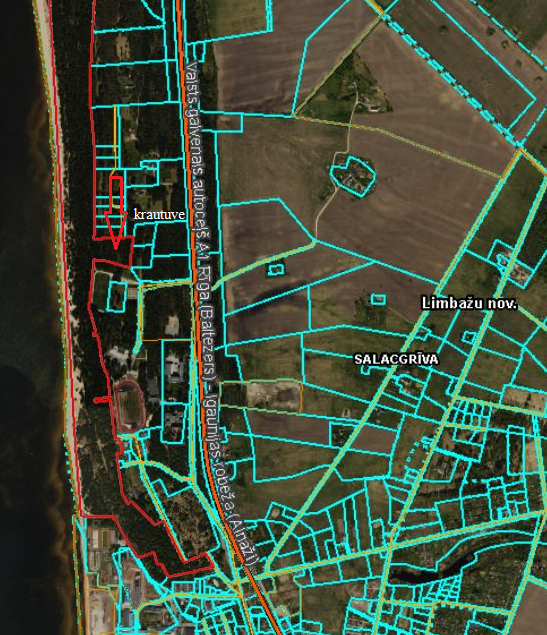 valsts galvenais autoceļš A1 Rīga (Baltezers) - Igaunijas robeža (Ainaži)
krautuve
Limbažu nov.
SALACGRĪVA